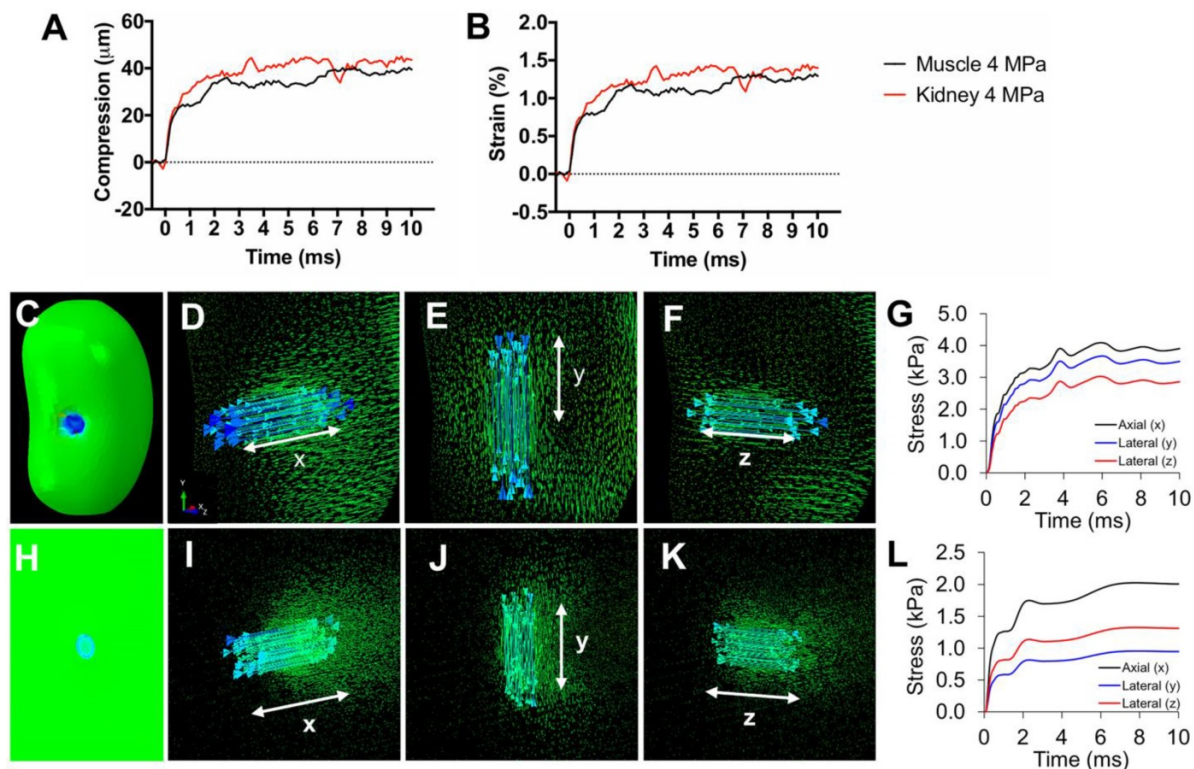 A
Compression (μm)
60
40
20
0
-20
0 1 2 3 4 5 6 7 8 9 10
Time (ms)
B
Strain (%)
2.0
1.5
1.0
0.5
0.0
-0.5
0 1 2 3 4 5 6 7 8 9 10
Time (ms)
Muscle 4 MPa
Kidney 4 MPa
C
D
x
Y
X
Z
E
y
F
z
G
Stress (kPa)
5.0
4.0
3.0
2.0
1.0
0.0
Axial (x)
Lateral (y)
Lateral (z)
0 2 4 6 8 10
Time (ms)
H
I
x
J
y
K
z
L
Stress (kPa)
2.5
2.0
1.5
1.0
0.5
0.0
Axial (x)
Lateral (y)
Lateral (z)
0 2 4 6 8 10
Time (ms)